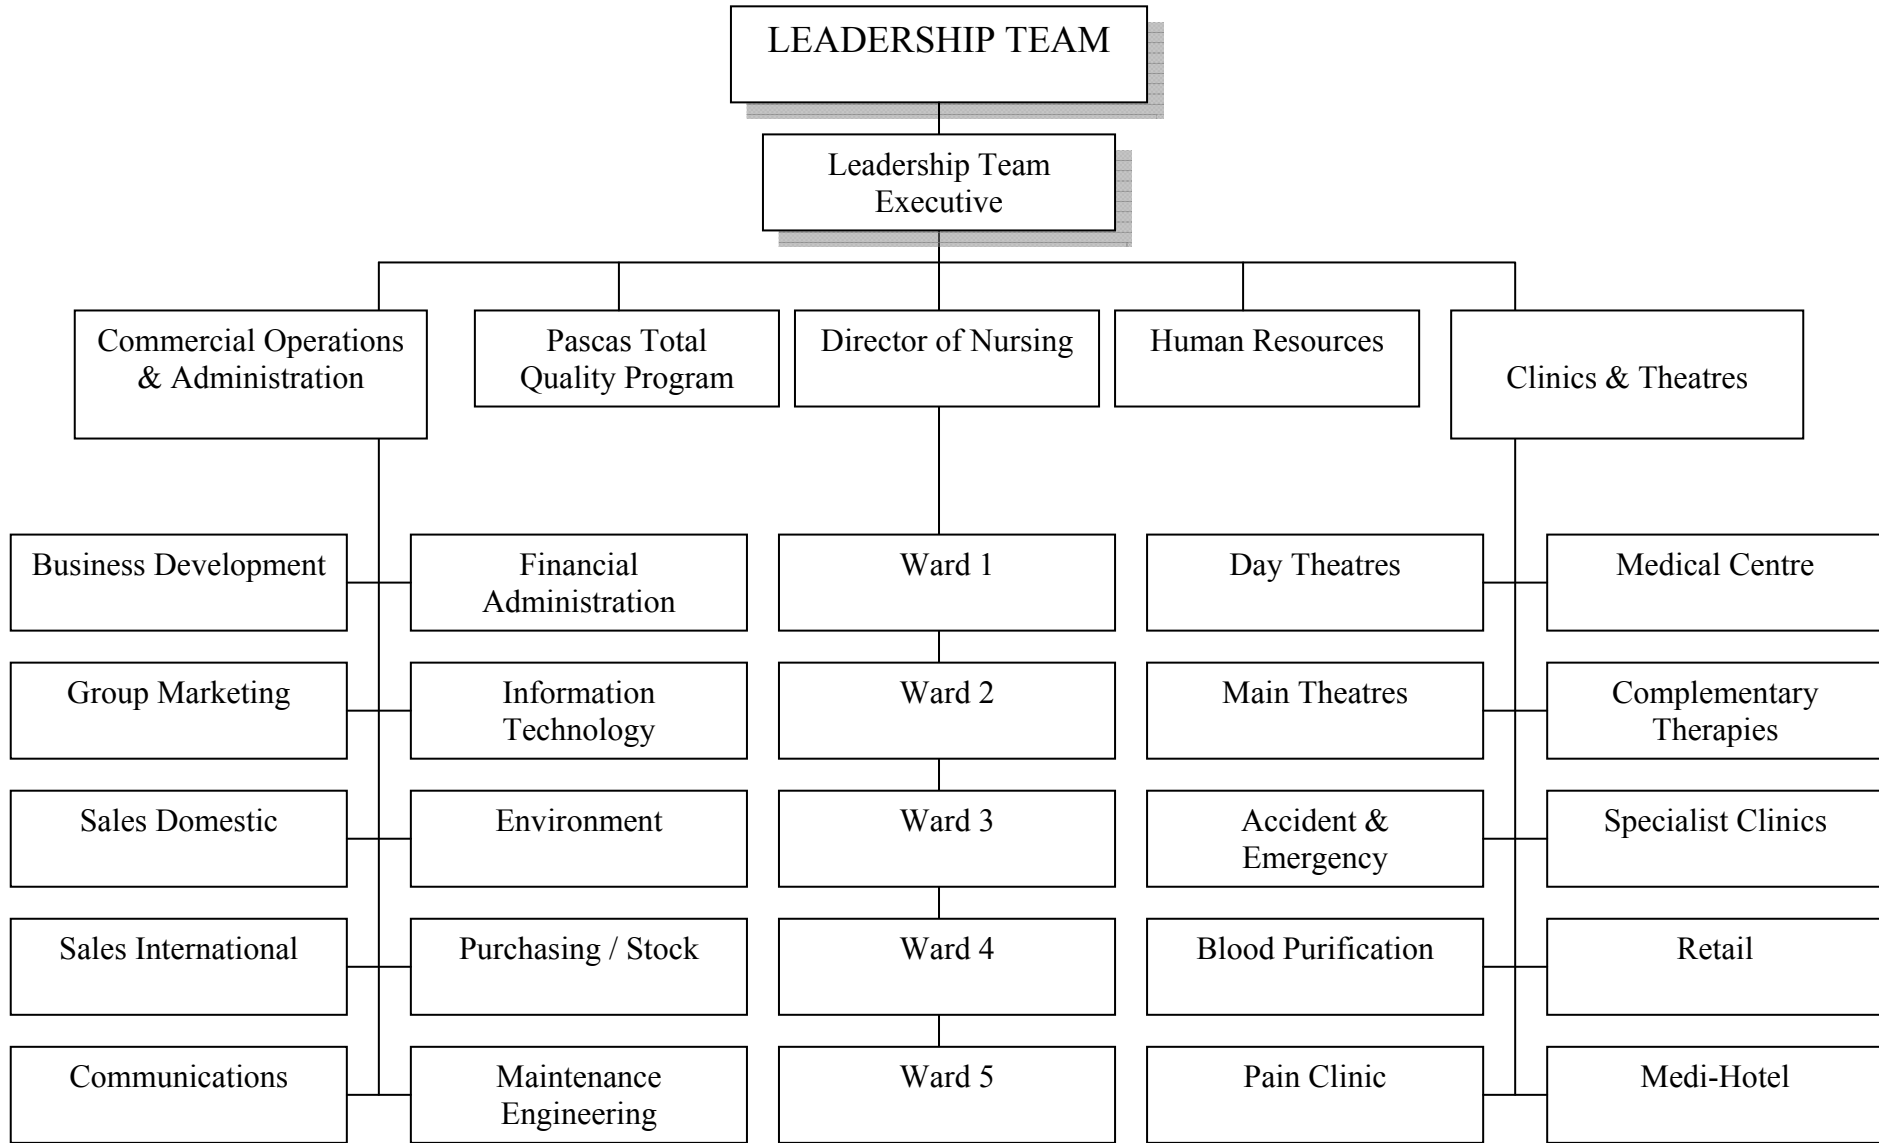 LEADERSHIP TEAM
Leadership Team
Executive
Commercial Operations
& Administration
Pascas Total
Quality Program
Director of Nursing
Human Resources
Clinics & Theatres
Business Development
Financial
Administration
Ward 1
Day Theatres
Medical Centre
Group Marketing
Information
Technology
Ward 2
Main Theatres
Complementary
Therapies
Sales Domestic
Environment
Ward 3
Accident &
Emergency
Specialist Clinics
Sales International
Purchasing / Stock
Ward 4
Blood Purification
Retail
Communications
Maintenance
Engineering
Ward 5
Pain Clinic
Medi-Hotel